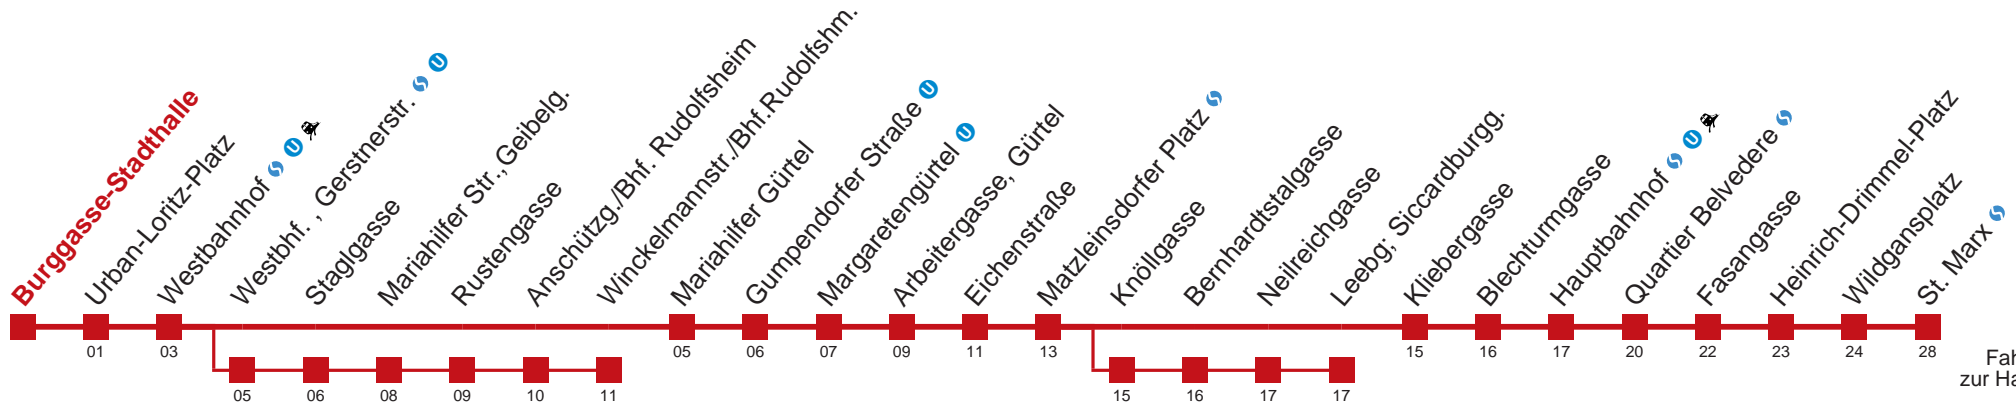 Burggasse-Stadthalle
Urban-Loritz-Platz
Westbahnhof S U
Westbhf. , Gerstnerstr. S U
Staglgasse
Mariahilfer Str., Geibelg.
Rustengasse
Anschützg./Bhf. Rudolfsheim
Winckelmannstr./Bhf.Rudolfshm.
Mariahilfer Gürtel
Gumpendorfer Straße U
Margaretengürtel U
Arbeitergasse, Gürtel
Eichenstraße
Matzleinsdorfer Platz S
Knöllgasse
Bernhardtstalgasse
Neilreichgasse
Leebg; Siccardburgg.
Kliebergasse
Blechturmgasse
Hauptbahnhof S U
Quartier Belvedere S
Fasangasse
Heinrich-Drimmel-Platz
Wildgansplatz
St. Marx S
01 03 05 06 07 09 11 13 15 16 17 20 22 23 24 28
05 06 08 09 10 11 15 16 17 17
Fah
zur Ha